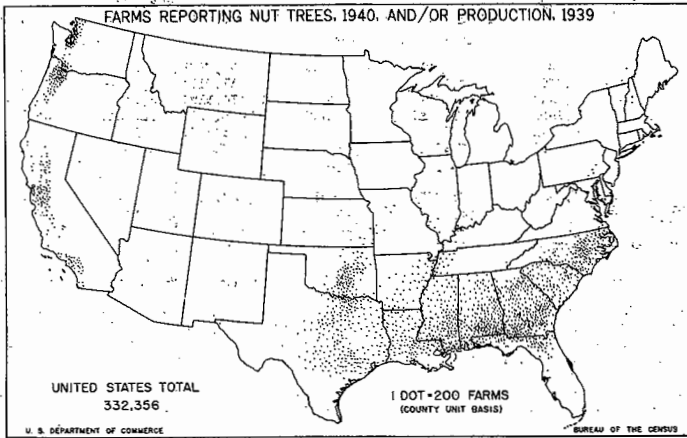 FARMS REPORTING NUT TREES, 1940, AND/OR PRODUCTION, 1939
UNITED STATES TOTAL
332,356
1 DOT=200 FARMS
(COUNTY UNIT BASIS)
U. S. DEPARTMENT OF COMMERCE
BUREAU OF THE CENSUS